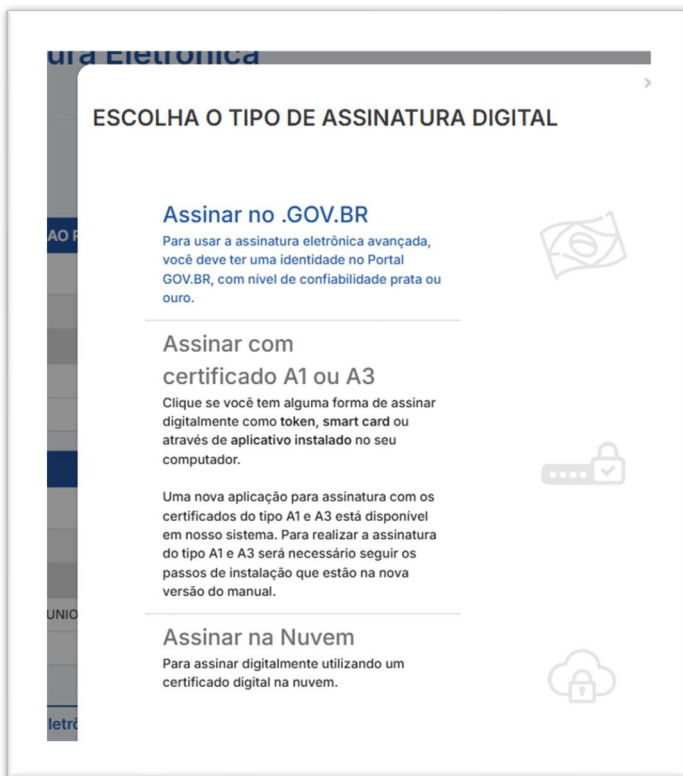 ura Eletrônica
×
ESCOLHA O TIPO DE ASSINATURA DIGITAL
AO
Assinar no .GOV.BR
Para usar a assinatura eletrônica avançada,
você deve ter uma identidade no Portal
GOV.BR, com nível de confiabilidade prata ou
ouro.
Assinar com
certificado A1 ou A3
Clique se você tem alguma forma de assinar
digitalmente como token, smart card ou
através de aplicativo instalado no seu
computador.
Uma nova aplicação para assinatura com os
certificados do tipo A1 e A3 está disponível
em nosso sistema. Para realizar a assinatura
do tipo A1 e A3 será necessário seguir os
passos de instalação que estão na nova
versão do manual.
UNIO
Assinar na Nuvem
Para assinar digitalmente utilizando um
certificado digital na nuvem.
letrô